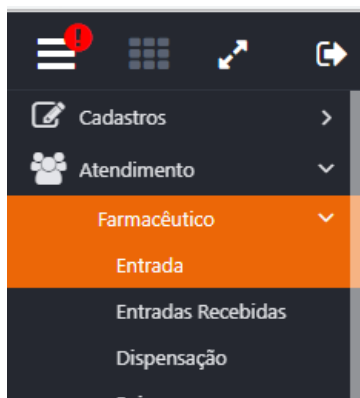 Cadastros
Atendimento
Farmacêutico
Entrada
Entradas Recebidas
Dispensação